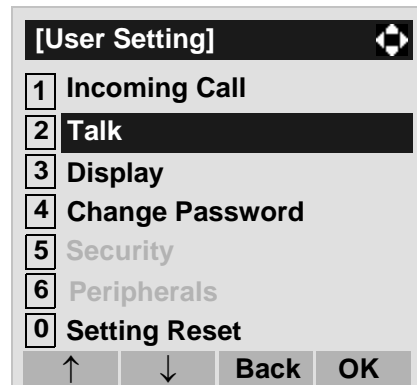 [User Setting]
1 Incoming Call
2 Talk
3 Display
4 Change Password
5 Security
6 Peripherals
0 Setting Reset
↑ ↓ Back OK